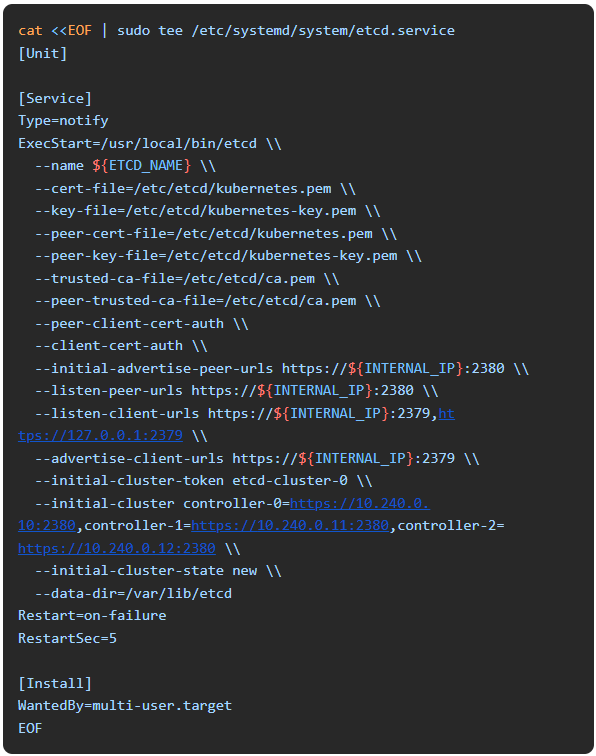 cat <<EOF | sudo tee /etc/systemd/system/etcd.service
[Unit]

[Service]
Type=notify
ExecStart=/usr/local/bin/etcd \\
  --name ${ETCD_NAME} \\
  --cert-file=/etc/etcd/kubernetes.pem \\
  --key-file=/etc/etcd/kubernetes-key.pem \\
  --peer-cert-file=/etc/etcd/kubernetes.pem \\
  --peer-key-file=/etc/etcd/kubernetes-key.pem \\
  --trusted-ca-file=/etc/etcd/ca.pem \\
  --peer-trusted-ca-file=/etc/etcd/ca.pem \\
  --peer-client-cert-auth \\
  --client-cert-auth \\
  --initial-advertise-peer-urls https://${INTERNAL_IP}:2380 \\
  --listen-peer-urls https://${INTERNAL_IP}:2380 \\
  --listen-client-urls https://${INTERNAL_IP}:2379,ht
tps://127.0.0.1:2379 \\
  --advertise-client-urls https://${INTERNAL_IP}:2379 \\
  --initial-cluster-token etcd-cluster-0 \\
  --initial-cluster controller-0=https://10.240.0.
10:2380,controller-1=https://10.240.0.11:2380,controller-2=
https://10.240.0.12:2380 \\
  --initial-cluster-state new \\
  --data-dir=/var/lib/etcd
Restart=on-failure
RestartSec=5

[Install]
WantedBy=multi-user.target
EOF